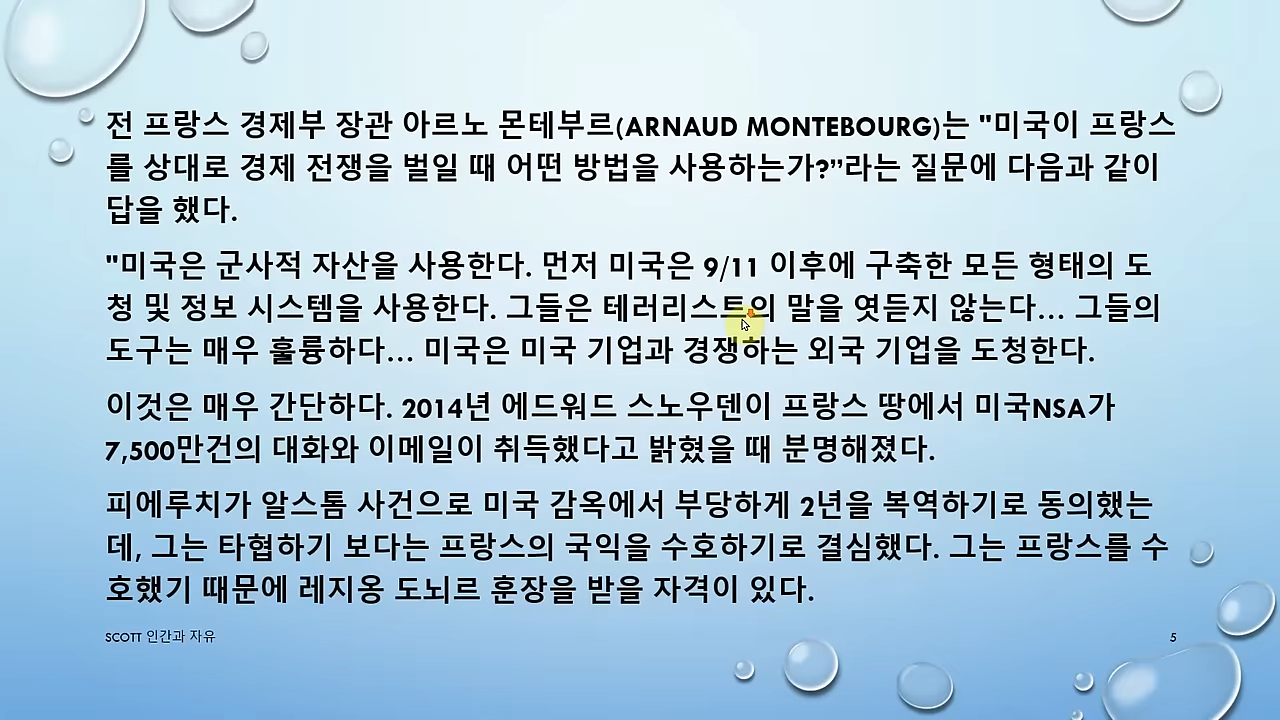 전 프랑스 경제부 장관 아르노 몬테부르(ARNAUD MONTEBOURG)는 "미국이 프랑스
를 상대로 경제 전쟁을 벌일 때 어떤 방법을 사용하는가?”라는 질문에 다음과 같이
답을 했다.
"미국은 군사적 자산을 사용한다. 먼저 미국은 9/11 이후에 구축한 모든 형태의 도
청 및 정보 시스템을 사용한다. 그들은 테러리스트의 말을 엿듣지 않는다... 그들의
도구는 매우 훌륭하다... 미국은 미국 기업과 경쟁하는 외국 기업을 도청한다.
이것은 매우 간단하다. 2014년 에드워드 스노우덴이 프랑스 땅에서 미국NSA가
7,500만건의 대화와 이메일이 취득했다고 밝혔을 때 분명해졌다.
피에루치가 알스톰 사건으로 미국 감옥에서 부당하게 2년을 복역하기로 동의했는
데, 그는 타협하기 보다는 프랑스의 국익을 수호하기로 결심했다. 그는 프랑스를 수
호했기 때문에 레지옹 도뇌르 훈장을 받을 자격이 있다.
SCOTT 인간과 자유
5